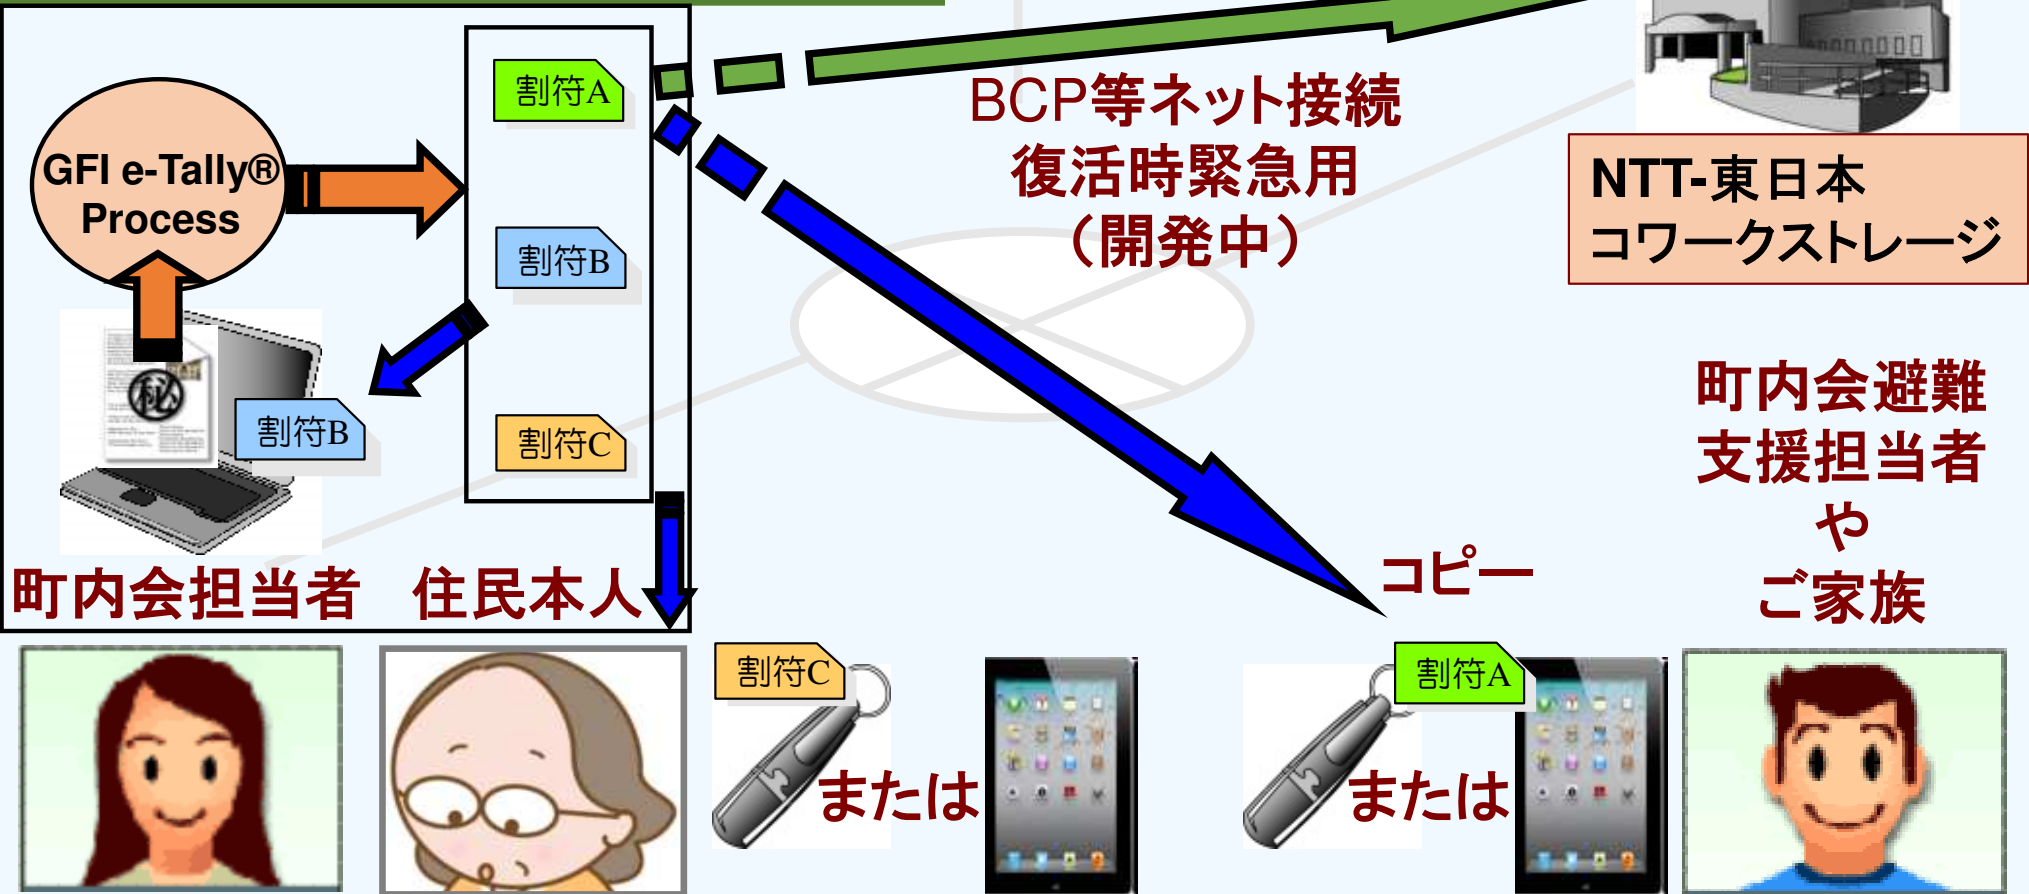 割符A
BCP等ネット接続
復活時緊急用
（開発中）
GFI e-Tally®
Process
NTT-東日本
コワークストレージ
割符B
秘
割符B
割符C
町内会避難
支援担当者
や
ご家族
町内会担当者
住民本人
コピー
割符C
割符A
または
または